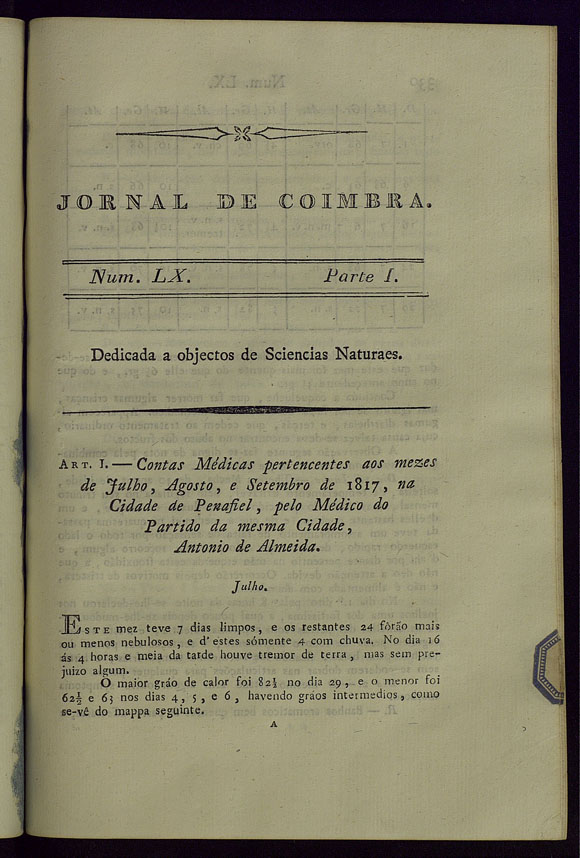 JORNAL DE COIMBRA.
Num. LX. Parte I.
Dedicada a objectos de Sciencias Naturaes.
ART. I. — Contas Médicas pertencentes aos mezes
de Julho, Agosto, e Setembro de 1817, na
Cidade de Penafiel, pelo Médico do
Partido da mesma Cidade,
Antonio de Almeida.
Julho.
ESTE mez teve 7 dias limpos, e os restantes 24 fôrão mais
ou menos nebulosos, e d'estes sómente 4 com chuva. No dia 16
ás 4 horas e meia da tarde houve tremor de terra, mas sem pre-
juizo algum.
O maior gráo de calor foi 82½ no dia 29, e o menor foi
62½ e 63 nos dias 4, 5, e 6, havendo gráos intermedios, como
se-vê do mappa seguinte.
A